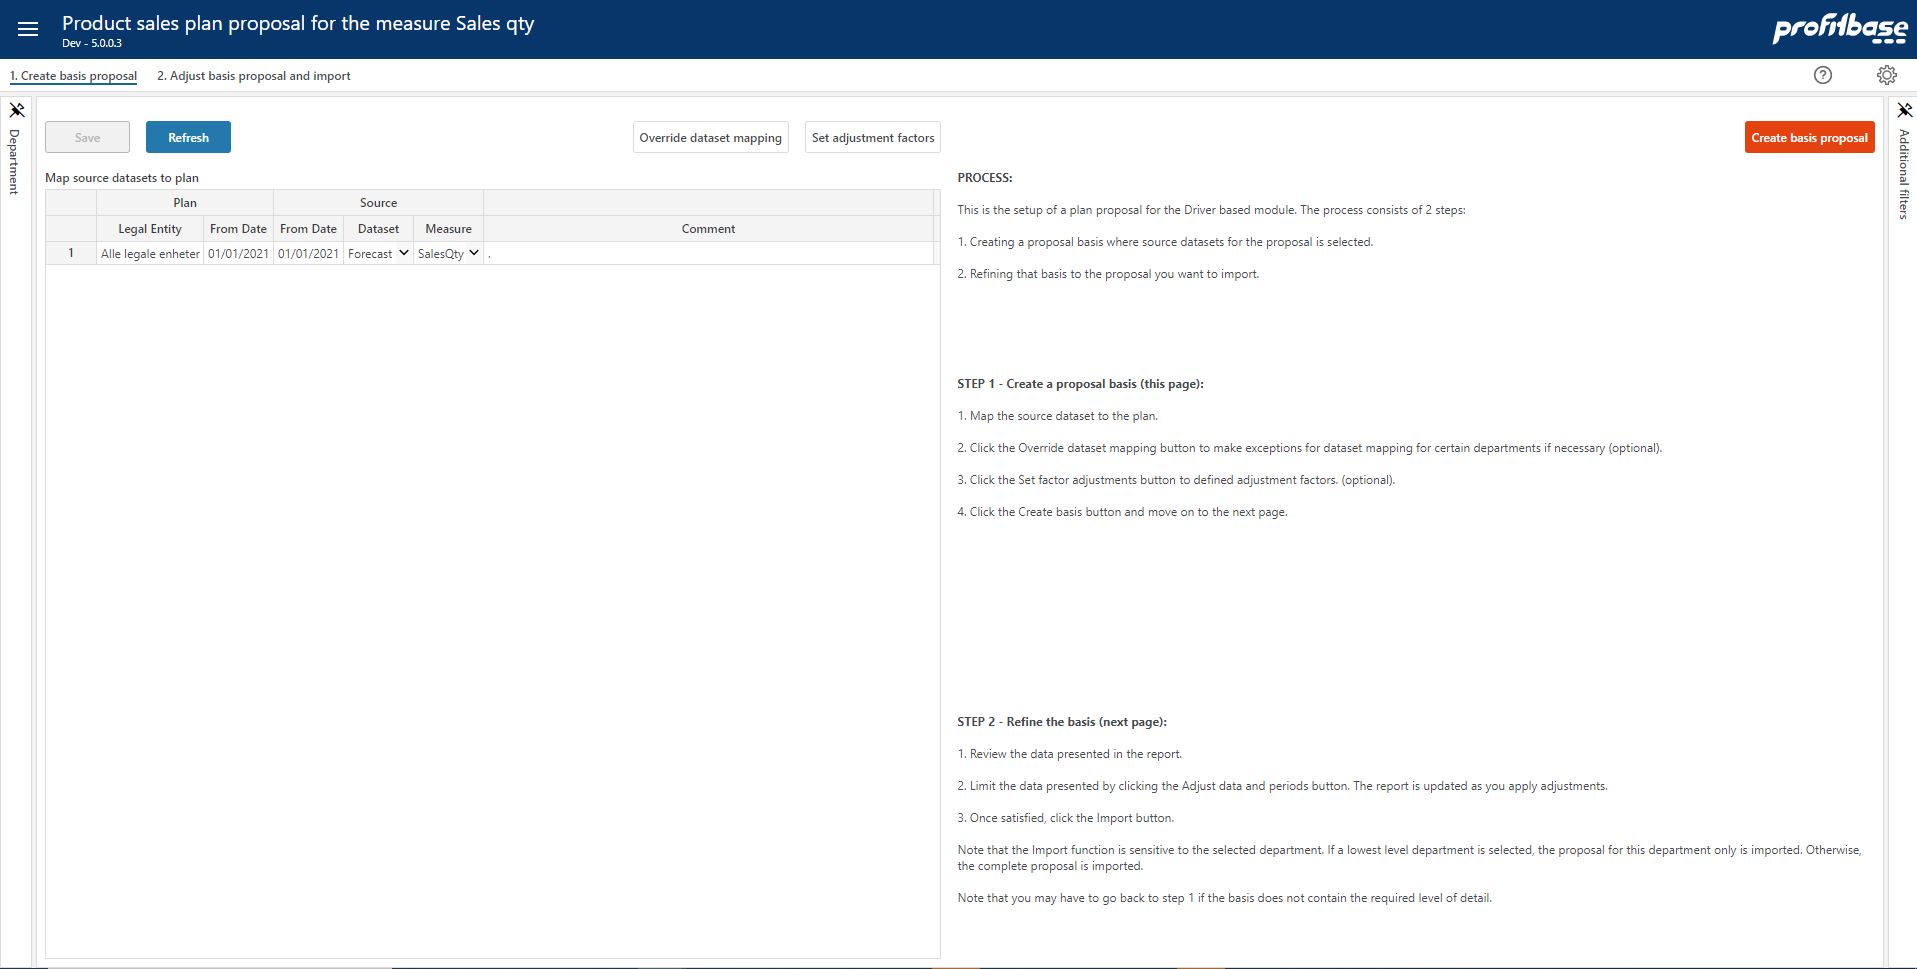 Product sales plan proposal for the measure Sales qty
Dev - 5.0.0.3
profitbase
1. Create basis proposal
2. Adjust basis proposal and import
Department
Save
Refresh
Override dataset mapping
Set adjustment factors
Create basis proposal
Additional filters
Map source datasets to plan
Plan
Source
Legal Entity
From Date
From Date
Dataset
Measure
Comment
1
Alle legale enheter
01/01/2021
01/01/2021
Forecast
SalesQty
.
PROCESS:
This is the setup of a plan proposal for the Driver based module. The process consists of 2 steps:
1. Creating a proposal basis where source datasets for the proposal is selected.
2. Refining that basis to the proposal you want to import.
STEP 1 - Create a proposal basis (this page):
1. Map the source dataset to the plan.
2. Click the Override dataset mapping button to make exceptions for dataset mapping for certain departments if necessary (optional).
3. Click the Set factor adjustments button to defined adjustment factors. (optional).
4. Click the Create basis button and move on to the next page.
STEP 2 - Refine the basis (next page):
1. Review the data presented in the report.
2. Limit the data presented by clicking the Adjust data and periods button. The report is updated as you apply adjustments.
3. Once satisfied, click the Import button.
Note that the Import function is sensitive to the selected department. If a lowest level department is selected, the proposal for this department only is imported. Otherwise,
the complete proposal is imported.
Note that you may have to go back to step 1 if the basis does not contain the required level of detail.